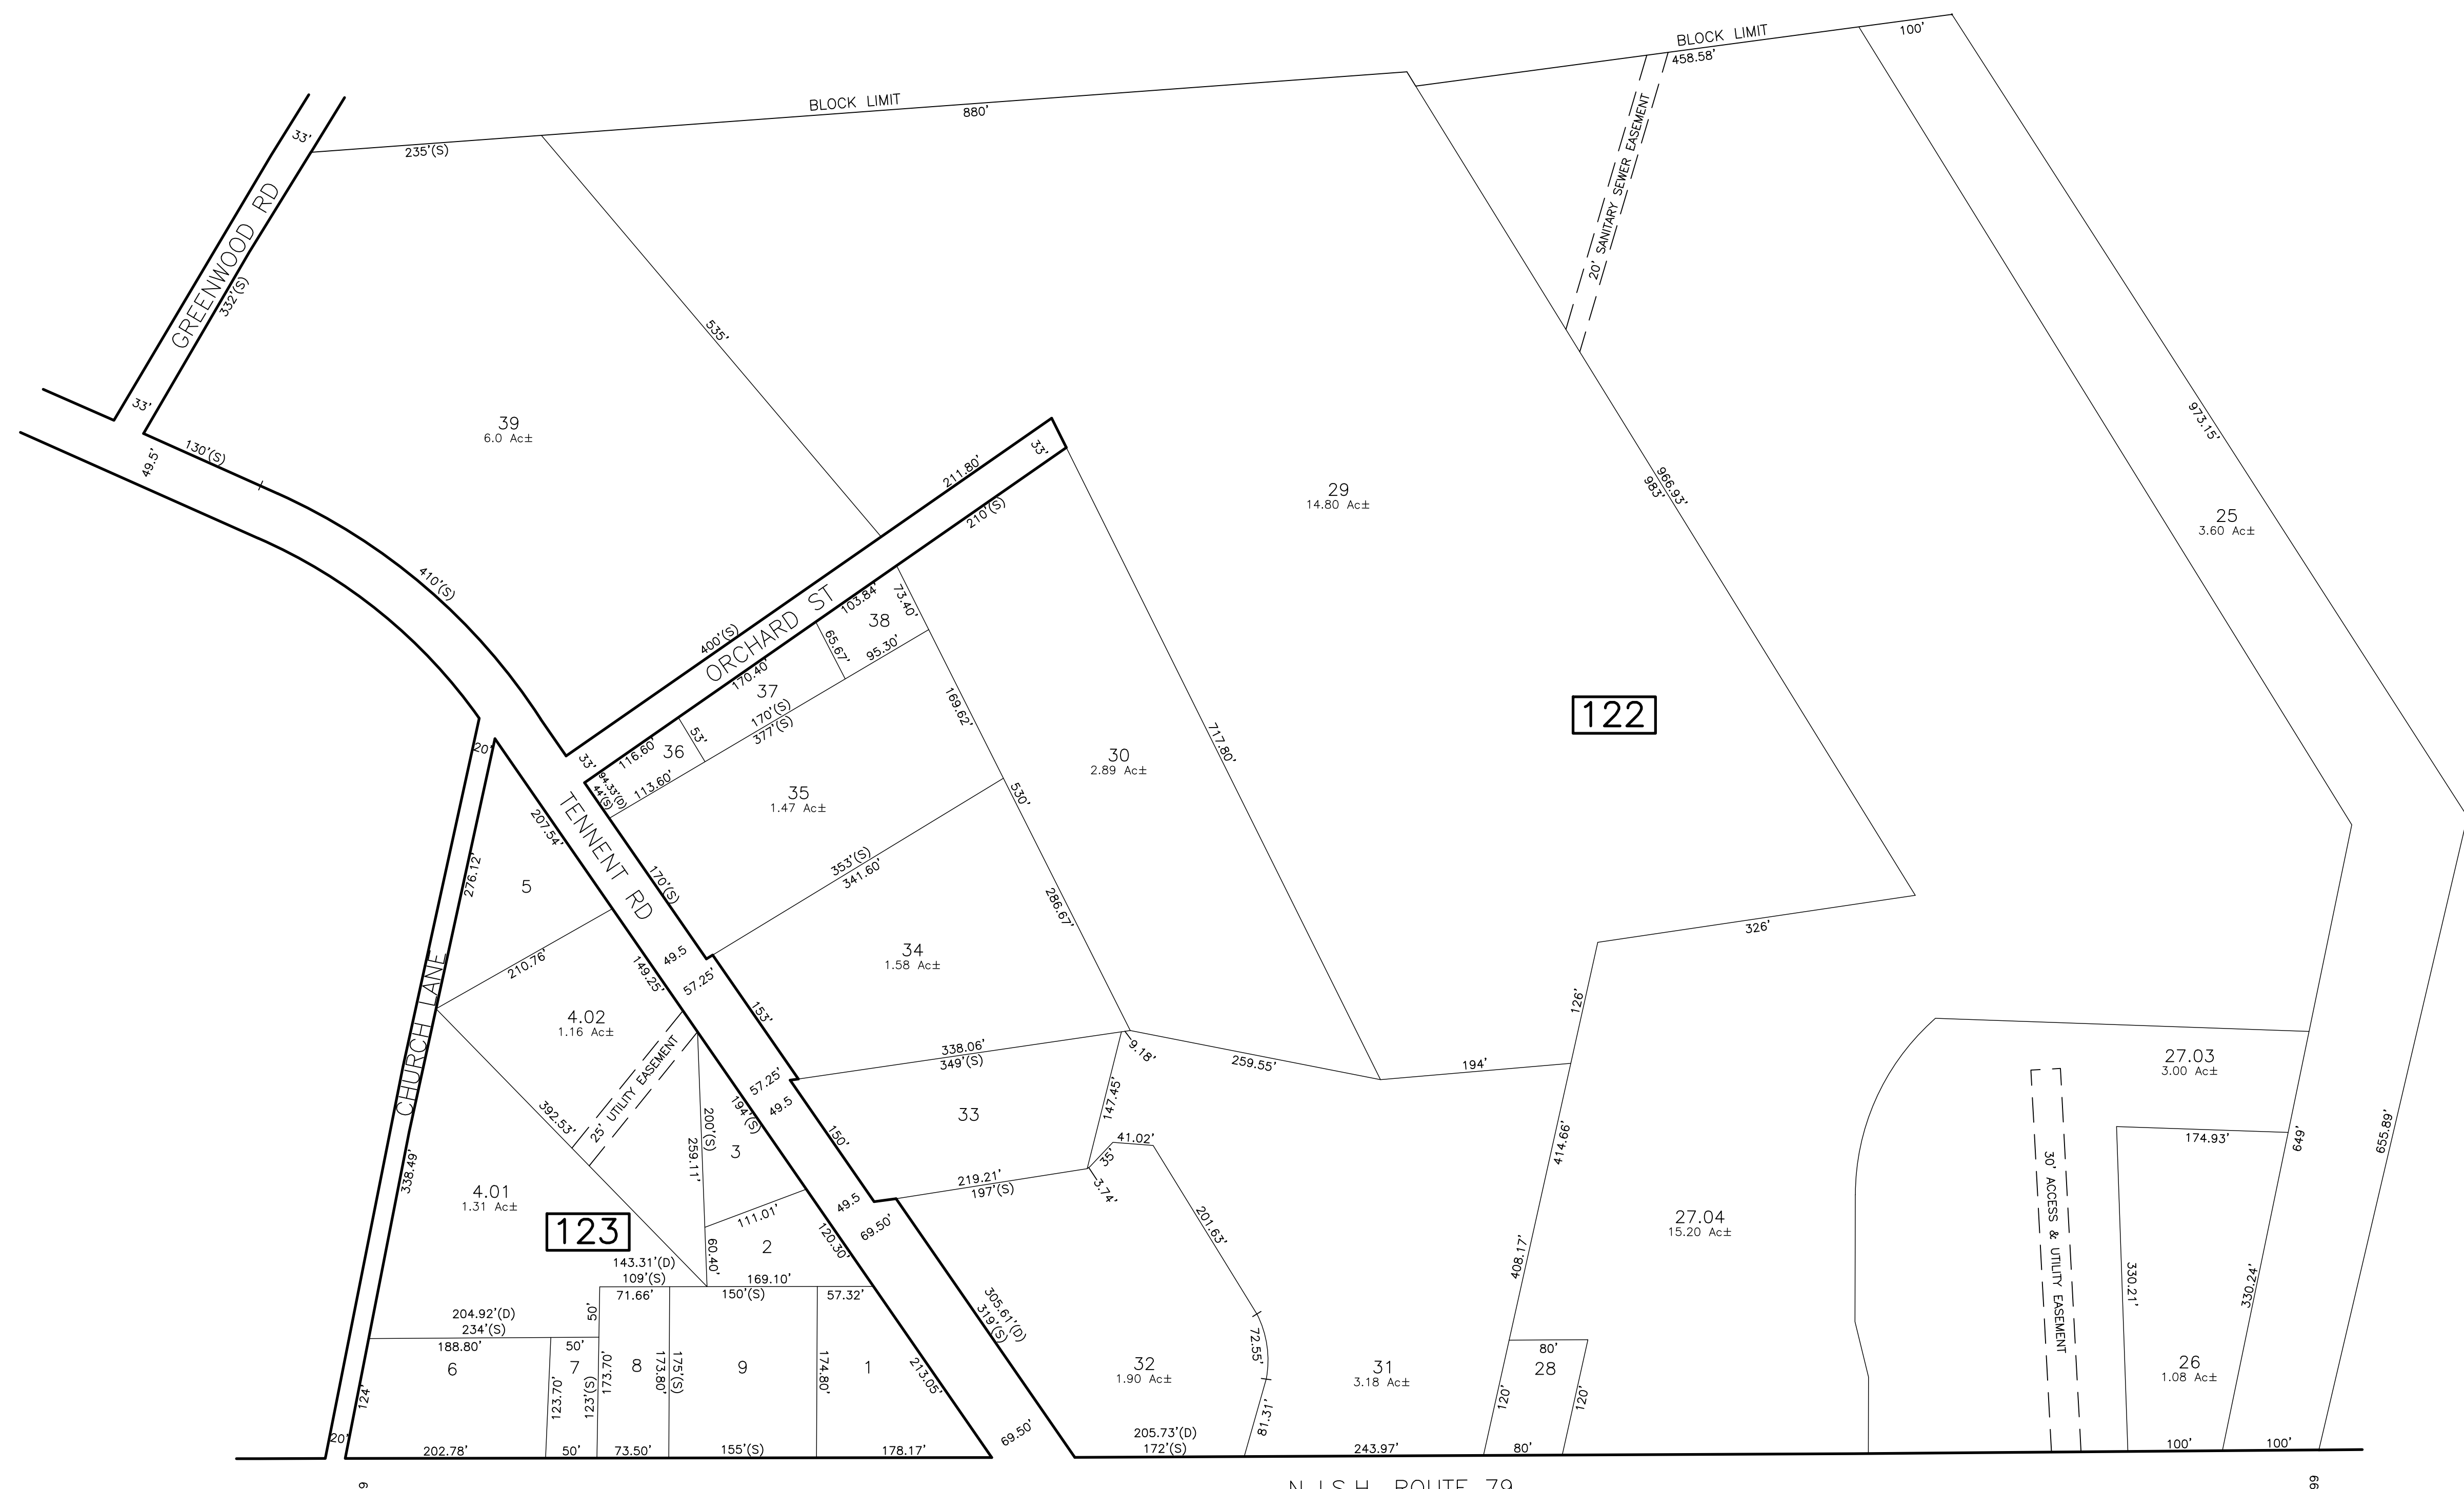 BLOCK LIMIT
458.58'
100'
BLOCK LIMIT
880'
235'(S)
33'
GREENWOOD RD
332'(S)
33'
49.5'
130'(S)
410'(S)
39
6.0 Ac±
535'
20' SANITARY SEWER EASEMENT
973.15'
966.93'
983'
25
3.60 Ac±
29
14.80 Ac±
211.80'
33'
210'(S)
400'(S)
ORCHARD ST
103.84'
73.40'
38
65.67'
95.30'
170.40'
37
170'(S)
377'(S)
53'
36
116.60'
113.60'
33'
94.33'(D)
44'(S)
35
1.47 Ac±
169.62'
530'
30
2.89 Ac±
717.80'
122
20'
TENNENT RD
207.54'
170'(S)
276.12'
5
353'(S)
341.60'
286.67'
34
1.58 Ac±
326'
49.5
57.25'
149.25'
210.76'
CHURCH LANE
4.02
1.16 Ac±
25' UTILITY EASEMENT
392.53'
153'
338.06'
349'(S)
9.18'
259.55'
194'
126'
57.25'
49.5
194'(S)
200'(S)
259.11'
3
150'
33
147.45'
41.02'
35'
3.74'
219.21'
197'(S)
414.66'
27.03
3.00 Ac±
174.93'
649'
655.89'
338.49'
4.01
1.31 Ac±
123
111.01'
2
60.40'
120.30'
49.5
69.50'
201.63'
27.04
15.20 Ac±
30' ACCESS & UTILITY EASEMENT
408.17'
330.21'
330.24'
143.31'(D)
109'(S)
71.66'
169.10'
150'(S)
57.32'
50'
204.92'(D)
234'(S)
188.80'
50'
305.61'(D)
319'(S)
72.55'
6
7
8
9
1
124'
123.70'
123'(S)
173.70'
173.80'
175'(S)
174.80'
213.05'
32
1.90 Ac±
31
3.18 Ac±
80'
28
120'
120'
26
1.08 Ac±
81.31'
205.73'(D)
172'(S)
69.50'
20'
202.78'
50'
73.50'
155'(S)
178.17'
243.97'
80'
100'
100'
N.J.S.H. ROUTE 79